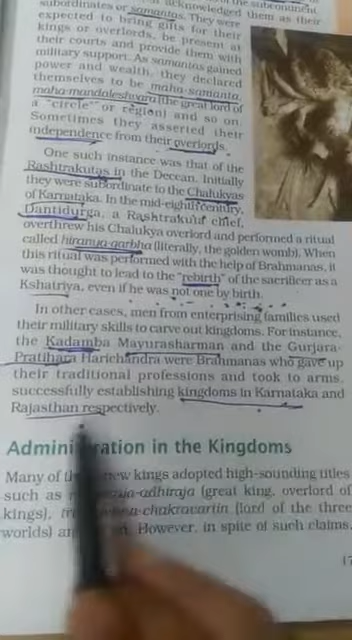 acknowledged them as their
subordinates or samantas. They were
expected to bring gifts for their
kings or overlords, be present at
their courts and provide them with
military support. As samantas gained
power and wealth, they declared
themselves to be maha-samanta,
maha-mandaleshvara (the great lord of
a "circle" or region) and so on.
Sometimes they asserted their
independence from their overlords.
One such instance was that of the
Rashtrakutas in the Deccan. Initially
they were subordinate to the Chalukyas
of Karnataka. In the mid-eighth century,
Dantidurga, a Rashtrakuta chief,
overthrew his Chalukya overlord and performed a ritual
called hiranya-garbha (literally, the golden womb). When
this ritual was performed with the help of Brahmanas, it
was thought to lead to the "rebirth" of the sacrificer as a
Kshatriya, even if he was not one by birth.
In other cases, men from enterprising families used
their military skills to carve out kingdoms. For instance,
the Kadamba Mayurasharman and the Gurjara-
Pratihara Harichandra were Brahmanas who gave up
their traditional professions and took to arms,
successfully establishing kingdoms in Karnataka and
Rajasthan respectively.
Administration in the Kingdoms
Many of new kings adopted high-sounding titles
such as -adhiraja (great king, overlord of
kings), -chakravartin (lord of the three
worlds) However, in spite of such claims,